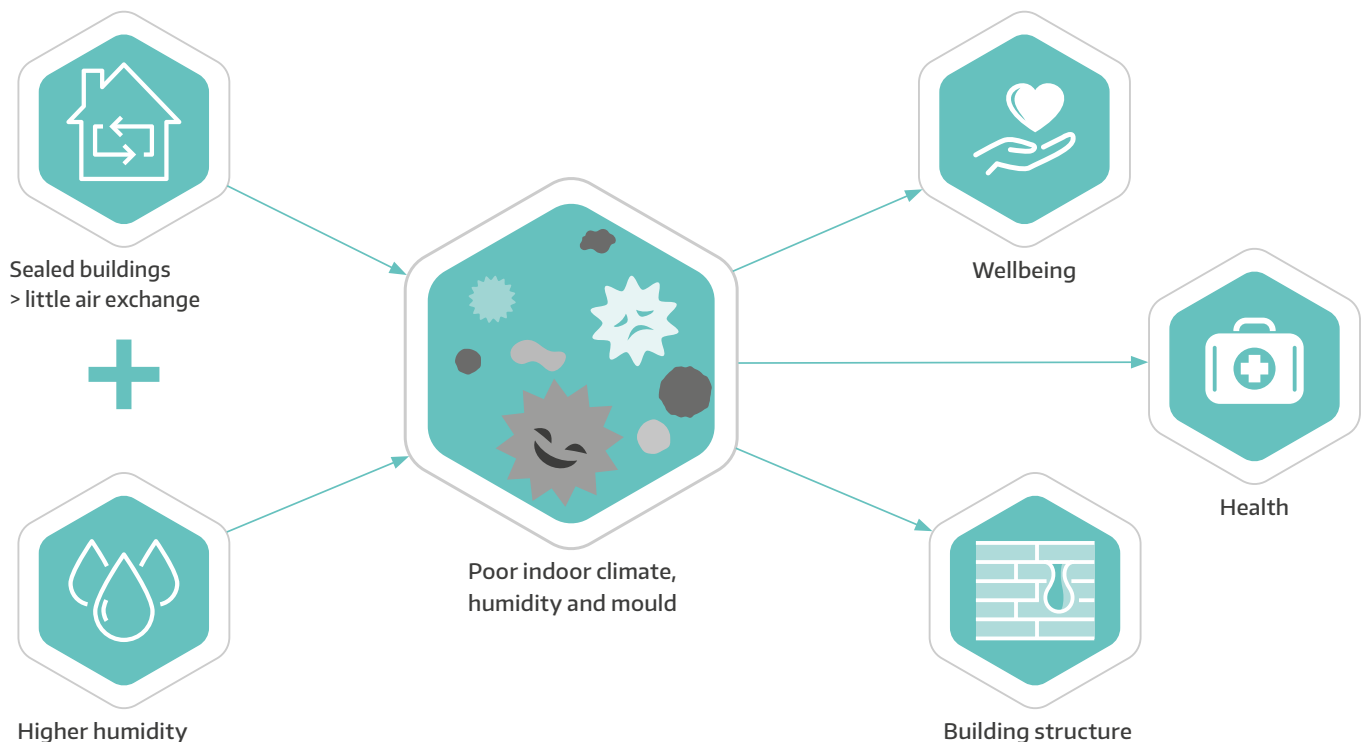 Sealed buildings
> little air exchange
Higher humidity
Poor indoor climate,
humidity and mould
Wellbeing
Health
Building structure